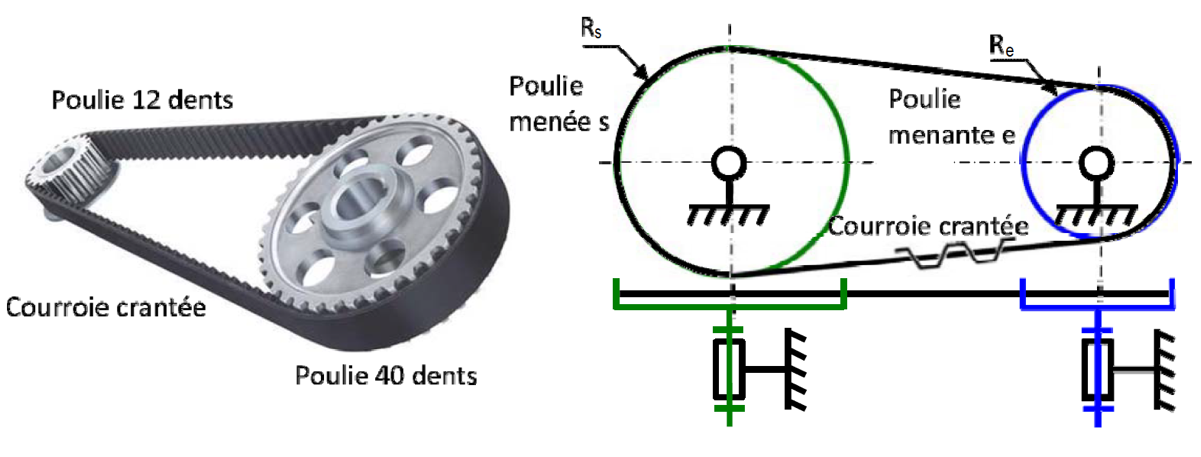 Poulie 12 dents
Courroie crantée
Poulie 40 dents
Rs
Poulie
menée s
Re
Poulie
menante e
Courroie crantée